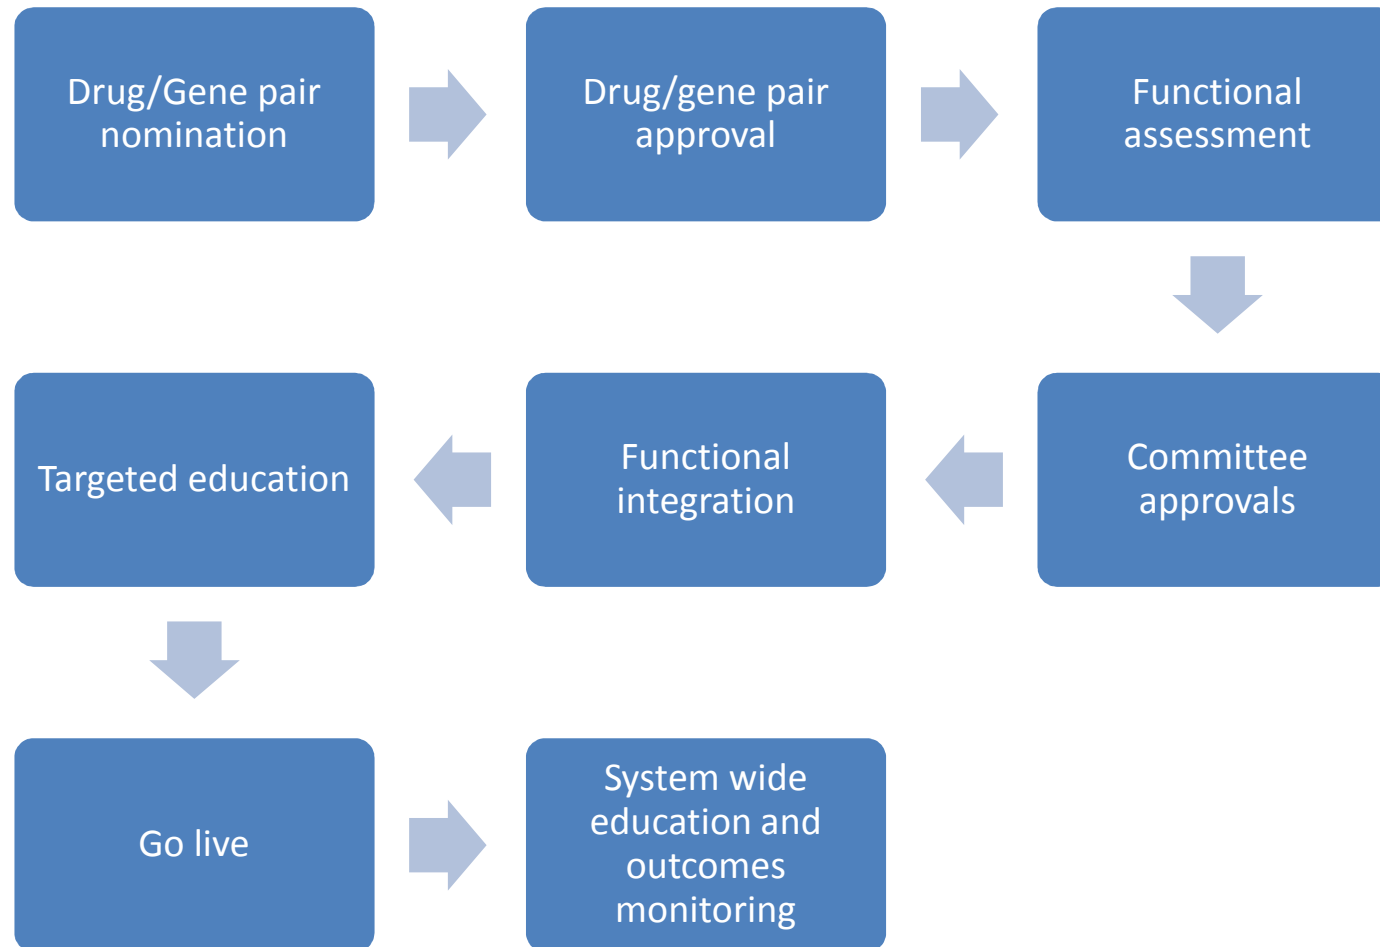 Drug/Gene pair
nomination
Drug/gene pair
approval
Functional
assessment
Committee
approvals
Functional
integration
Targeted education
Go live
System wide
education and
outcomes
monitoring